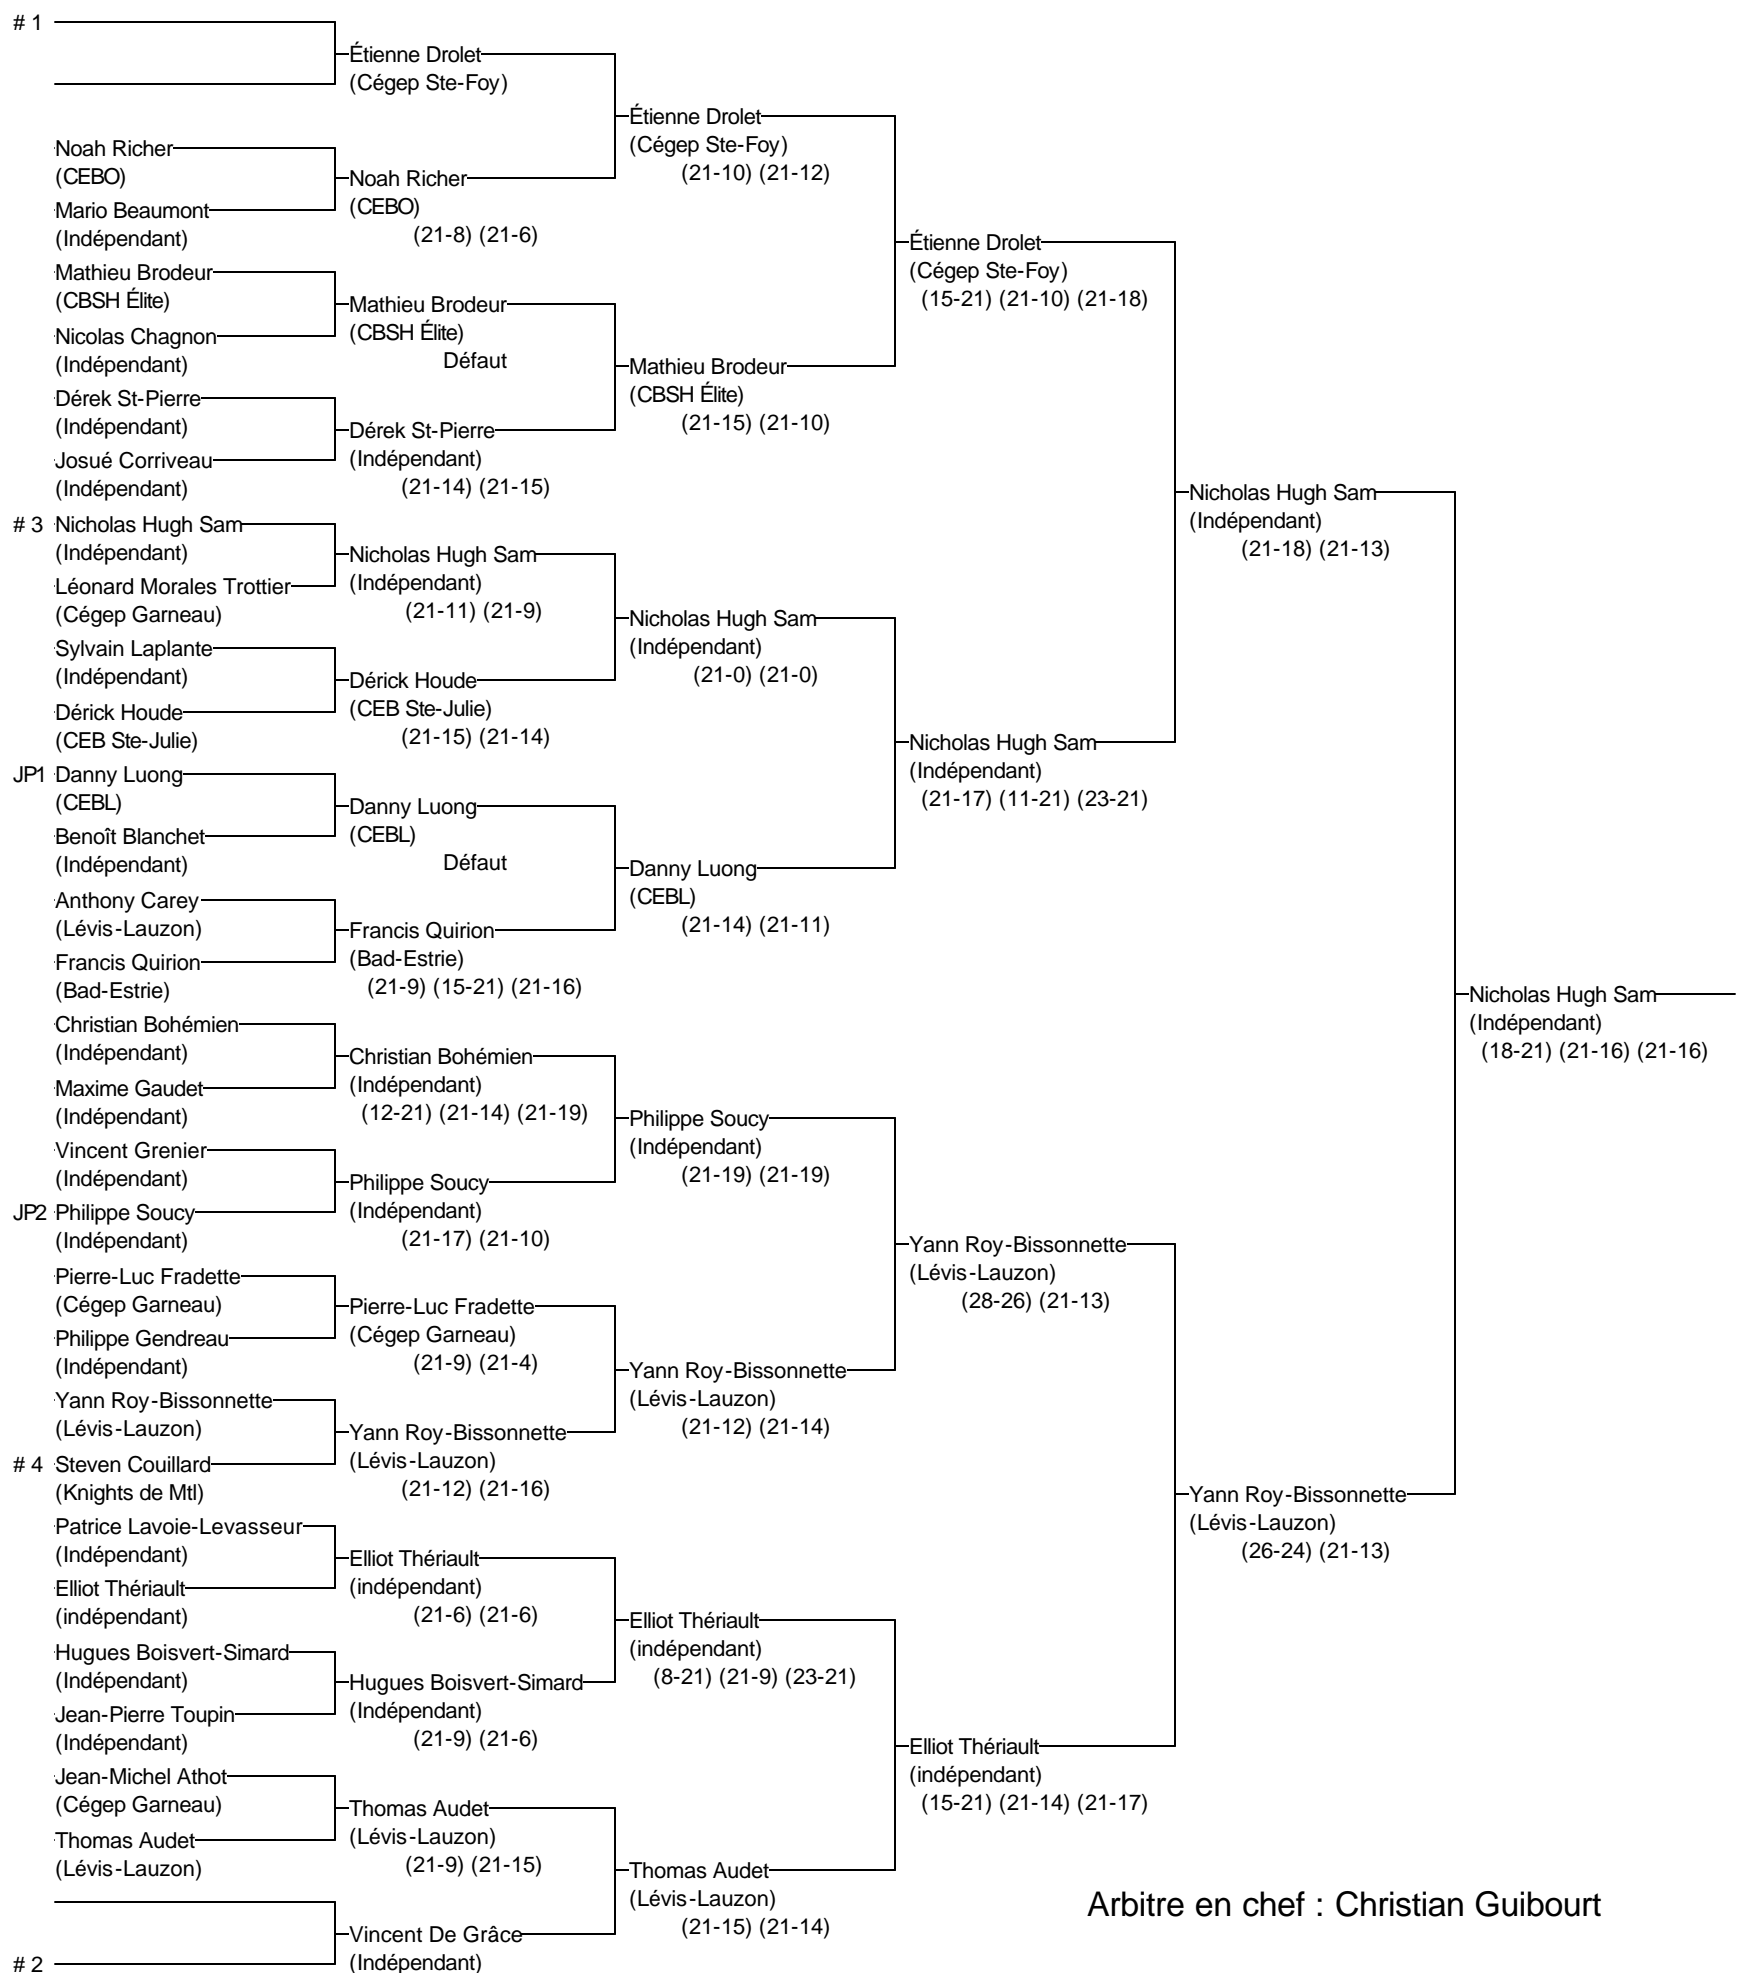 # 1
Étienne Drolet
(Cégep Ste-Foy)
Noah Richer
(CEBO)
Mario Beaumont
(Indépendant)
Mathieu Brodeur
(CBSH Élite)
Nicolas Chagnon
(Indépendant)
Dérek St-Pierre
(Indépendant)
Josué Corriveau
(Indépendant)
# 3 Nicholas Hugh Sam
(Indépendant)
Léonard Morales Trottier
(Cégep Garneau)
Sylvain Laplante
(Indépendant)
Dérick Houde
(CEB Ste-Julie)
JP1 Danny Luong
(CEBL)
Benoît Blanchet
(Indépendant)
Anthony Carey
(Lévis-Lauzon)
Francis Quirion
(Bad-Estrie)
Christian Bohémien
(Indépendant)
Maxime Gaudet
(Indépendant)
Vincent Grenier
(Indépendant)
JP2 Philippe Soucy
(Indépendant)
Pierre-Luc Fradette
(Cégep Garneau)
Philippe Gendreau
(Indépendant)
Yann Roy-Bissonnette
(Lévis-Lauzon)
# 4 Steven Couillard
(Knights de Mtl)
Patrice Lavoie-Levasseur
(Indépendant)
Elliot Thériault
(indépendant)
Hugues Boisvert-Simard
(Indépendant)
Jean-Pierre Toupin
(Indépendant)
Jean-Michel Athot
(Cégep Garneau)
Thomas Audet
(Lévis-Lauzon)
# 2
Noah Richer
(CEBO)
(21-8) (21-6)
Mathieu Brodeur
(CBSH Élite)
Défaut
Dérek St-Pierre
(Indépendant)
(21-14) (21-15)
Nicholas Hugh Sam
(Indépendant)
(21-11) (21-9)
Dérick Houde
(CEB Ste-Julie)
(21-15) (21-14)
Danny Luong
(CEBL)
Défaut
Francis Quirion
(Bad-Estrie)
(21-9) (15-21) (21-16)
Christian Bohémien
(Indépendant)
(12-21) (21-14) (21-19)
Philippe Soucy
(Indépendant)
(21-17) (21-10)
Pierre-Luc Fradette
(Cégep Garneau)
(21-9) (21-4)
Yann Roy-Bissonnette
(Lévis-Lauzon)
(21-12) (21-16)
Elliot Thériault
(indépendant)
(21-6) (21-6)
Hugues Boisvert-Simard
(Indépendant)
(21-9) (21-6)
Thomas Audet
(Lévis-Lauzon)
(21-9) (21-15)
Vincent De Grâce
(Indépendant)
Étienne Drolet
(Cégep Ste-Foy)
(21-10) (21-12)
Mathieu Brodeur
(CBSH Élite)
(21-15) (21-10)
Nicholas Hugh Sam
(Indépendant)
(21-0) (21-0)
Danny Luong
(CEBL)
(21-14) (21-11)
Philippe Soucy
(Indépendant)
(21-19) (21-19)
Yann Roy-Bissonnette
(Lévis-Lauzon)
(21-12) (21-14)
Elliot Thériault
(indépendant)
(8-21) (21-9) (23-21)
Thomas Audet
(Lévis-Lauzon)
(21-15) (21-14)
Étienne Drolet
(Cégep Ste-Foy)
(15-21) (21-10) (21-18)
Nicholas Hugh Sam
(Indépendant)
(21-17) (11-21) (23-21)
Yann Roy-Bissonnette
(Lévis-Lauzon)
(28-26) (21-13)
Elliot Thériault
(indépendant)
(15-21) (21-14) (21-17)
Nicholas Hugh Sam
(Indépendant)
(21-18) (21-13)
Yann Roy-Bissonnette
(Lévis-Lauzon)
(26-24) (21-13)
Nicholas Hugh Sam
(Indépendant)
(18-21) (21-16) (21-16)
Arbitre en chef : Christian Guibourt